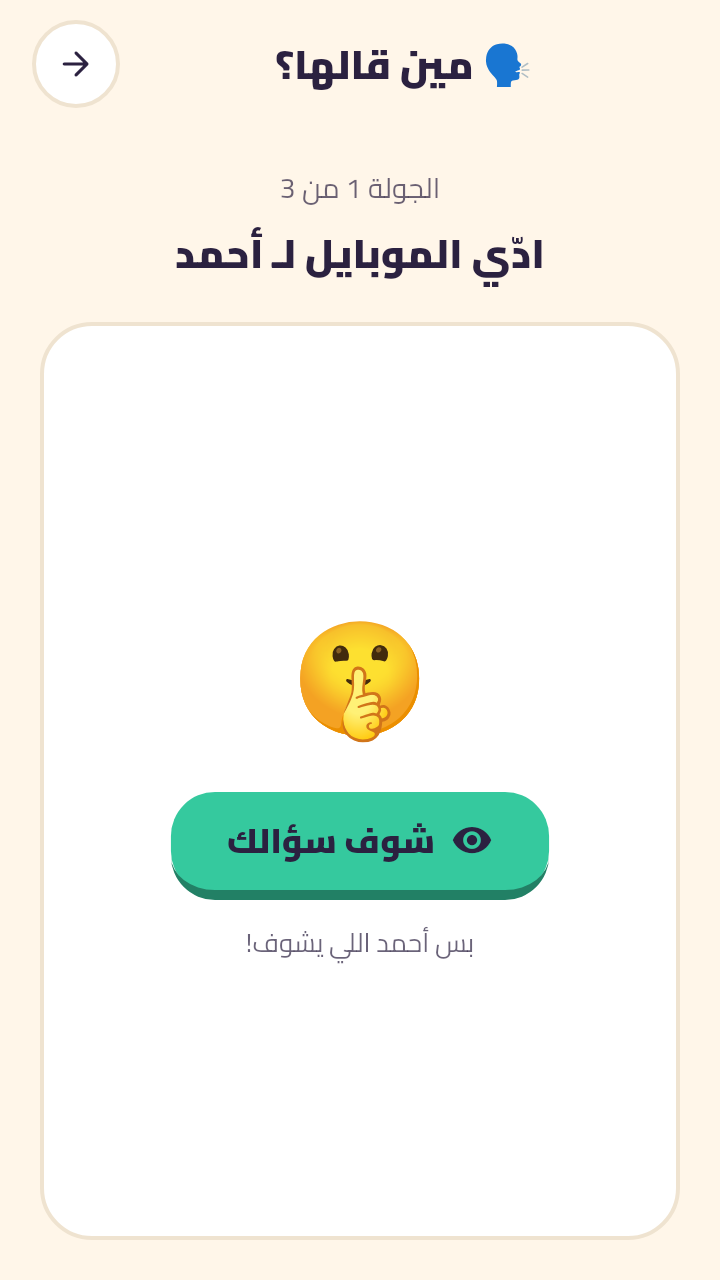 🗣️ مين قالها؟
الجولة 1 من 3
ادّي الموبايل لـ أحمد
شوف سؤالك
بس أحمد اللي يشوف!